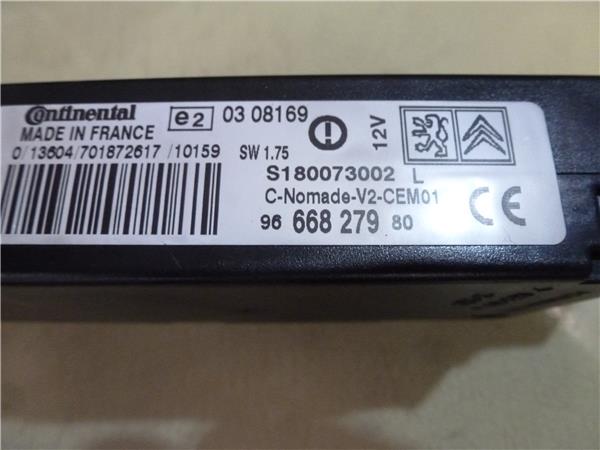 Continental
MADE IN FRANCE
0/13604/701872617 /10159
e2 03 08169
SW 1.75
12V
S180073002 L
C-Nomade-V2-CEM01
96 668 279 80
CE